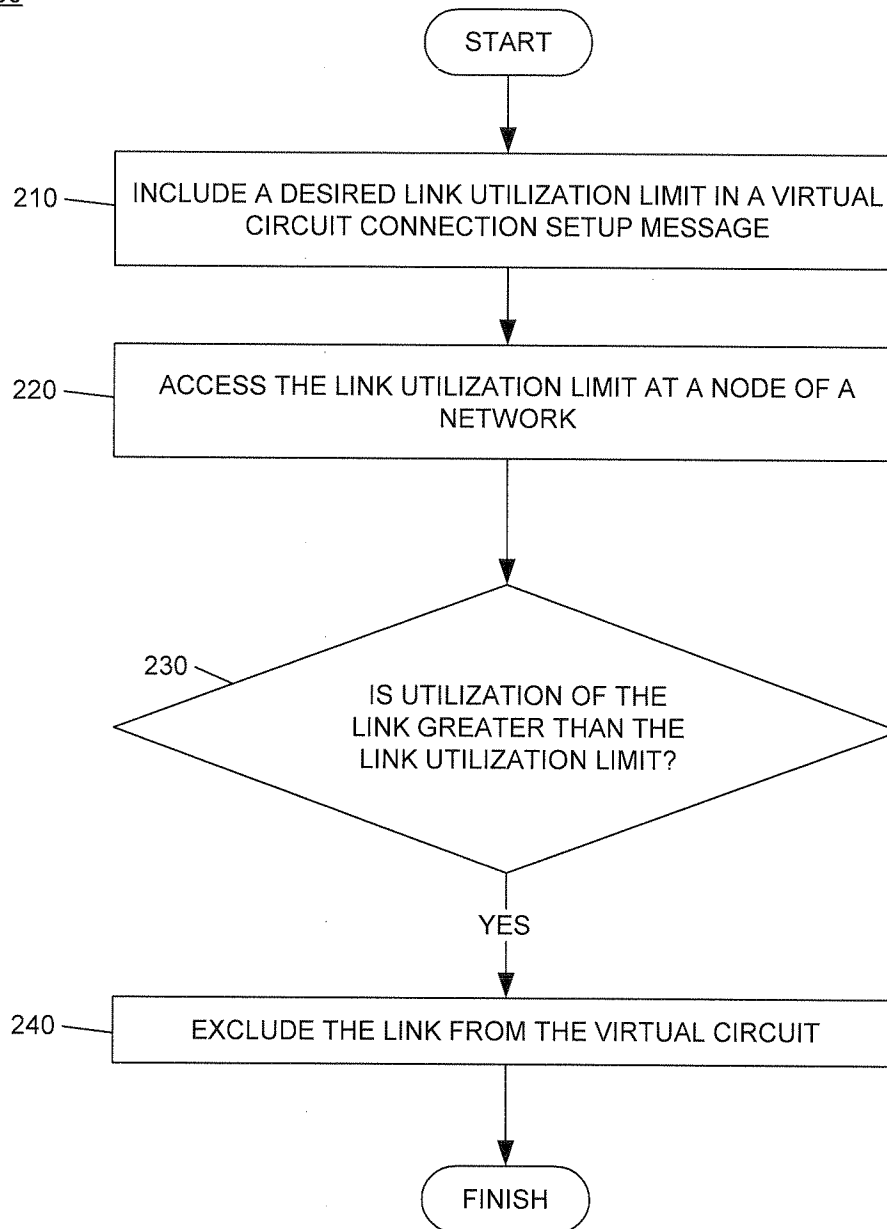 START
210
INCLUDE A DESIRED LINK UTILIZATION LIMIT IN A VIRTUAL
CIRCUIT CONNECTION SETUP MESSAGE
220
ACCESS THE LINK UTILIZATION LIMIT AT A NODE OF A
NETWORK
230
IS UTILIZATION OF THE
LINK GREATER THAN THE
LINK UTILIZATION LIMIT?
YES
240
EXCLUDE THE LINK FROM THE VIRTUAL CIRCUIT
FINISH